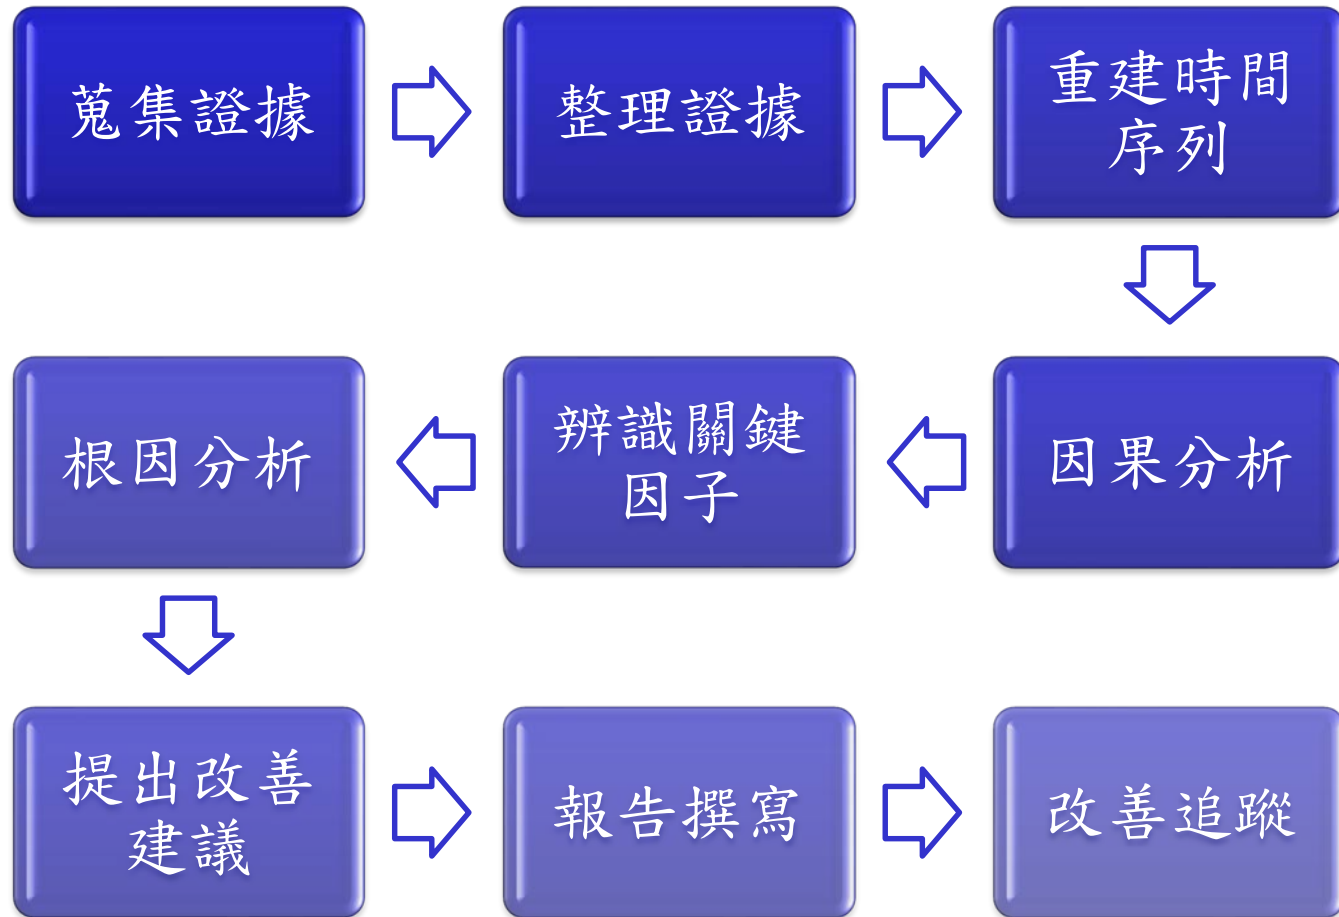 蒐集證據
整理證據
重建時間
序列
因果分析
辨識關鍵
因子
根因分析
提出改善
建議
報告撰寫
改善追蹤